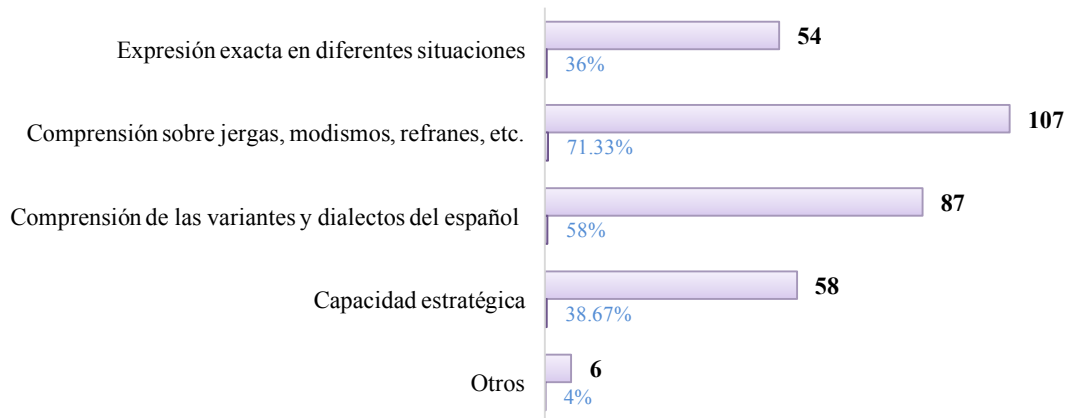 Expresión exacta en diferentes situaciones
54
36%
Comprensión sobre jergas, modismos, refranes, etc.
107
71.33%
Comprensión de las variantes y dialectos del español
87
58%
Capacidad estratégica
58
38.67%
Otros
6
4%